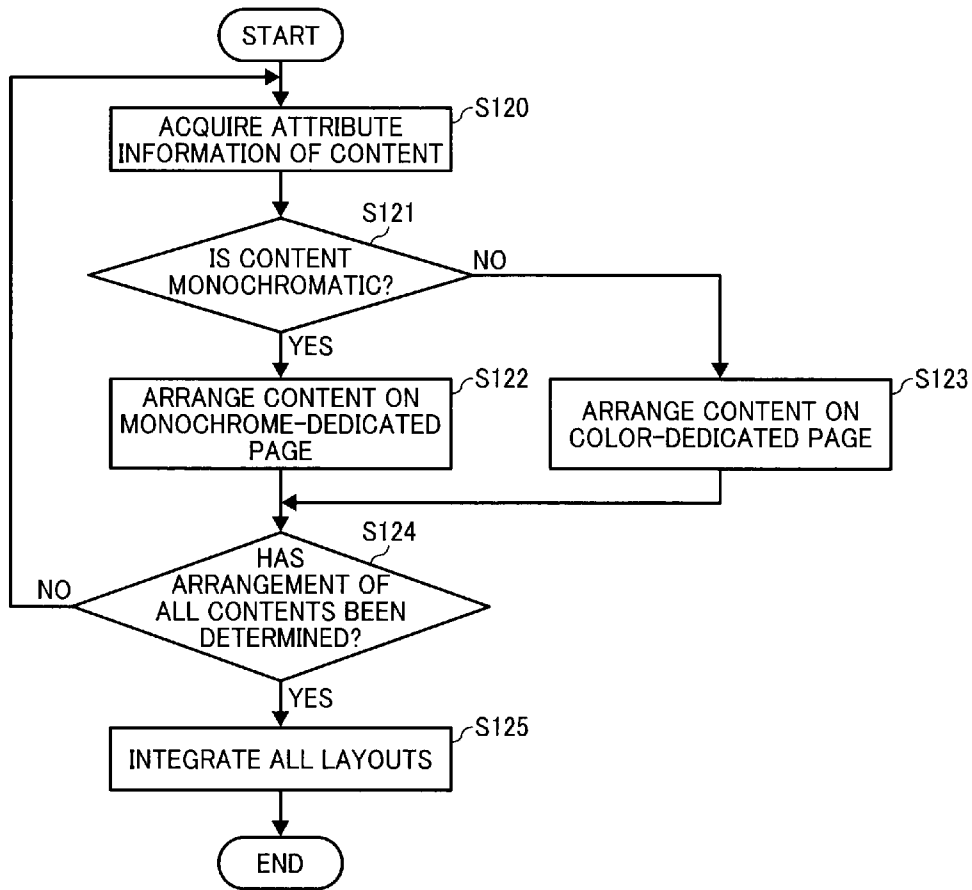 START
S120
ACQUIRE ATTRIBUTE
INFORMATION OF CONTENT
S121
IS CONTENT
MONOCHROMATIC?
NO
YES
S122
ARRANGE CONTENT ON
MONOCHROME-DEDICATED
PAGE
S123
ARRANGE CONTENT ON
COLOR-DEDICATED PAGE
S124
HAS
ARRANGEMENT OF
ALL CONTENTS BEEN
DETERMINED?
NO
YES
S125
INTEGRATE ALL LAYOUTS
END